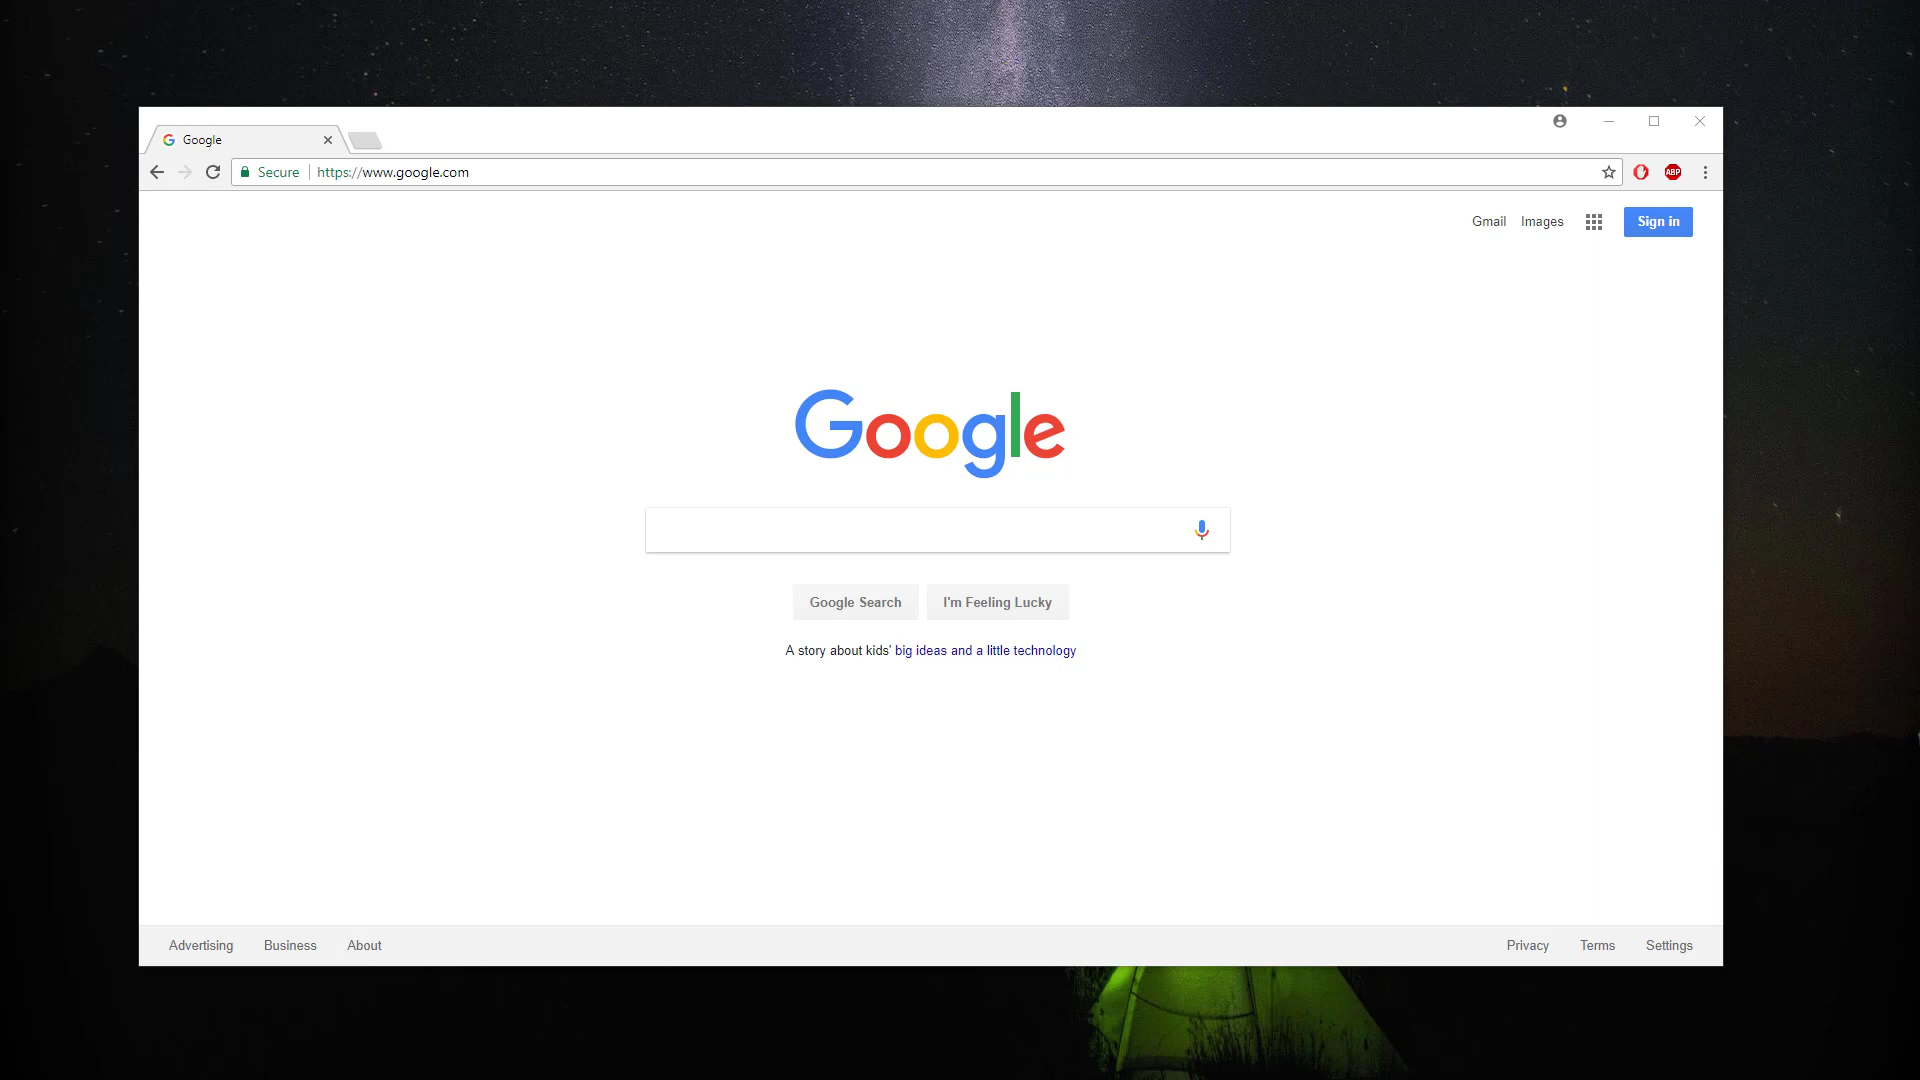 Google
Secure https://www.google.com
ABP
Gmail Images Sign in
Google
Google Search I'm Feeling Lucky
A story about kids' big ideas and a little technology
Advertising Business About Privacy Terms Settings